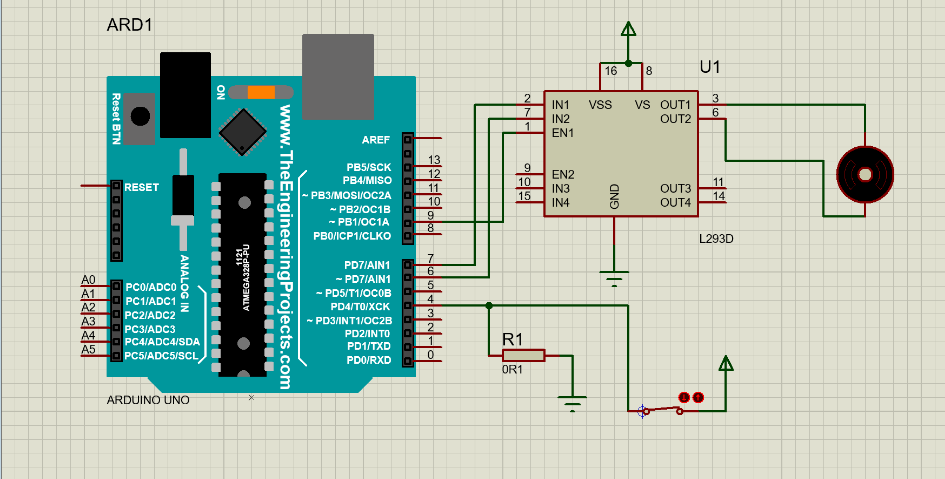 ARD1
ON
Reset BTN
www.TheEngineeringProjects.com
RESET
1121
ATMEGA328P-PU
ANALOG IN
AREF
PB5/SCK 13
PB4/MISO 12
~ PB3/MOSI/OC2A 11
~ PB2/OC1B 10
~ PB1/OC1A 9
PB0/ICP1/CLKO 8
PD7/AIN1 7
~ PD7/AIN1 6
~ PD5/T1/OC0B 5
PD4/T0/XCK 4
~ PD3/INT1/OC2B 3
PD2/INT0 2
PD1/TXD 1
PD0/RXD 0
A0 PC0/ADC0
A1 PC1/ADC1
A2 PC2/ADC2
A3 PC3/ADC3
A4 PC4/ADC4/SDA
A5 PC5/ADC5/SCL
ARDUINO UNO
U1
16 8
VSS VS
2 IN1 OUT1 3
7 IN2 OUT2 6
1 EN1
9 EN2
10 IN3 OUT3 11
15 IN4 OUT4 14
GND
L293D
R1
0R1